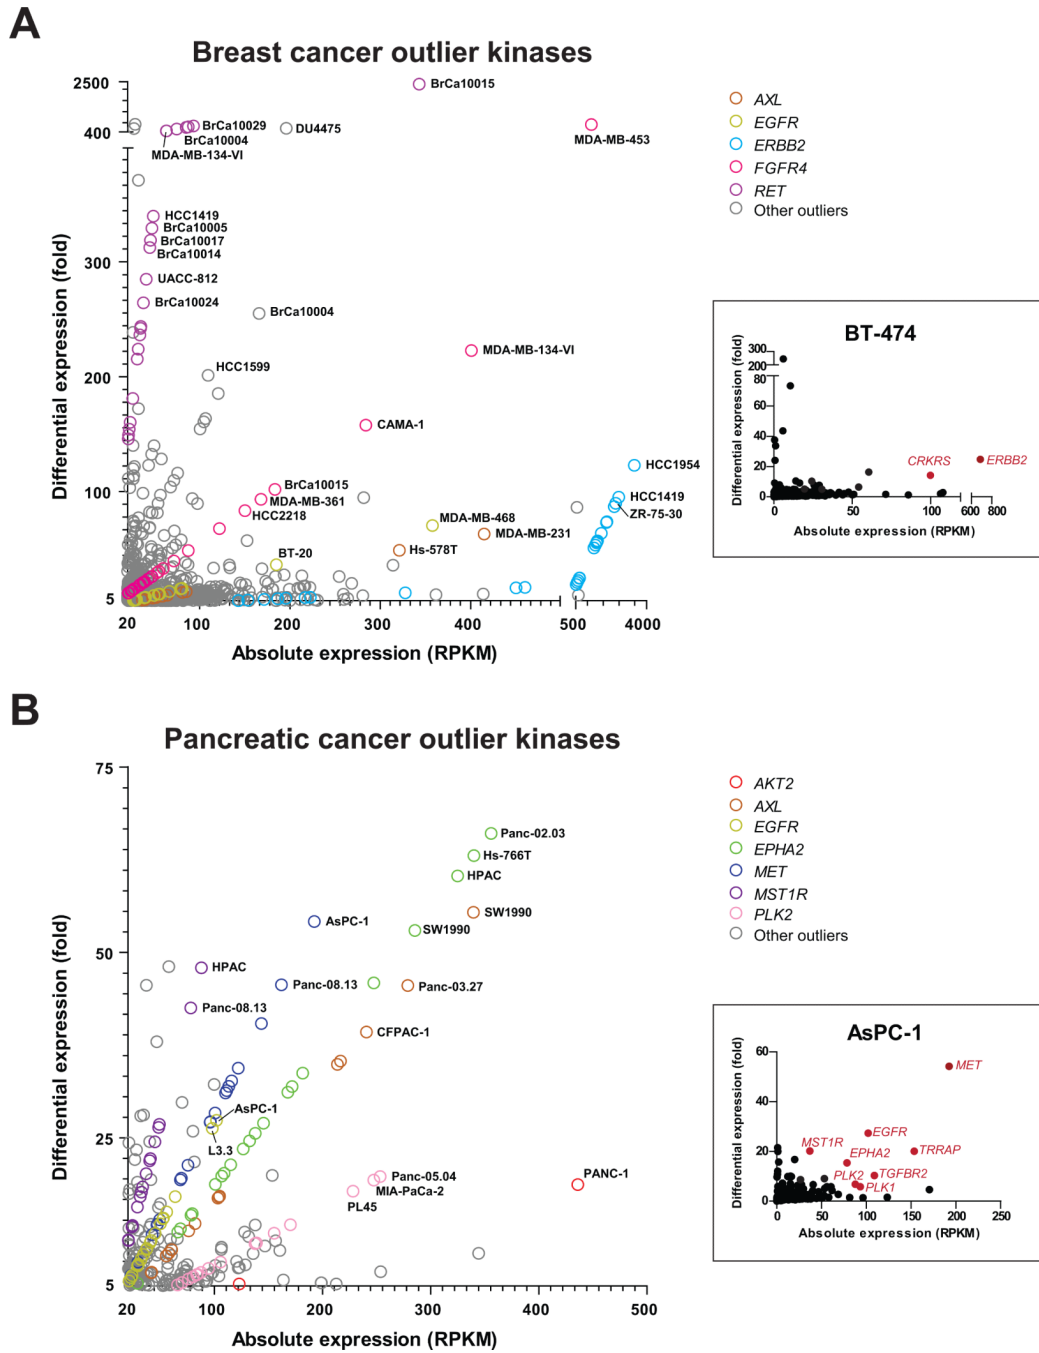 A
Breast cancer outlier kinases
2500
400
300
200
100
5
Differential expression (fold)
BrCa10015
BrCa10029
BrCa10004
MDA-MB-134-VI
DU4475
MDA-MB-453
HCC1419
BrCa10005
BrCa10017
BrCa10014
UACC-812
BrCa10024
BrCa10004
HCC1599
MDA-MB-134-VI
CAMA-1
HCC1954
BrCa10015
MDA-MB-361
HCC2218
HCC1419
ZR-75-30
MDA-MB-468
MDA-MB-231
Hs-578T
BT-20
20 100 200 300 400 500 4000
Absolute expression (RPKM)
AXL
EGFR
ERBB2
FGFR4
RET
Other outliers
BT-474
Differential expression (fold)
300
200
80
60
40
20
0
CRKRS
ERBB2
0 50 100 600 800
Absolute expression (RPKM)
B
Pancreatic cancer outlier kinases
75
50
25
5
Differential expression (fold)
Panc-02.03
Hs-766T
HPAC
SW1990
AsPC-1
SW1990
HPAC
Panc-08.13
Panc-03.27
Panc-08.13
CFPAC-1
AsPC-1
L3.3
Panc-05.04
MIA-PaCa-2
PL45
PANC-1
20 100 200 300 400 500
Absolute expression (RPKM)
AKT2
AXL
EGFR
EPHA2
MET
MST1R
PLK2
Other outliers
AsPC-1
Differential expression (fold)
60
40
20
0
MET
EGFR
MST1R
TRRAP
EPHA2
PLK2
TGFBR2
PLK1
0 50 100 150 200 250
Absolute expression (RPKM)